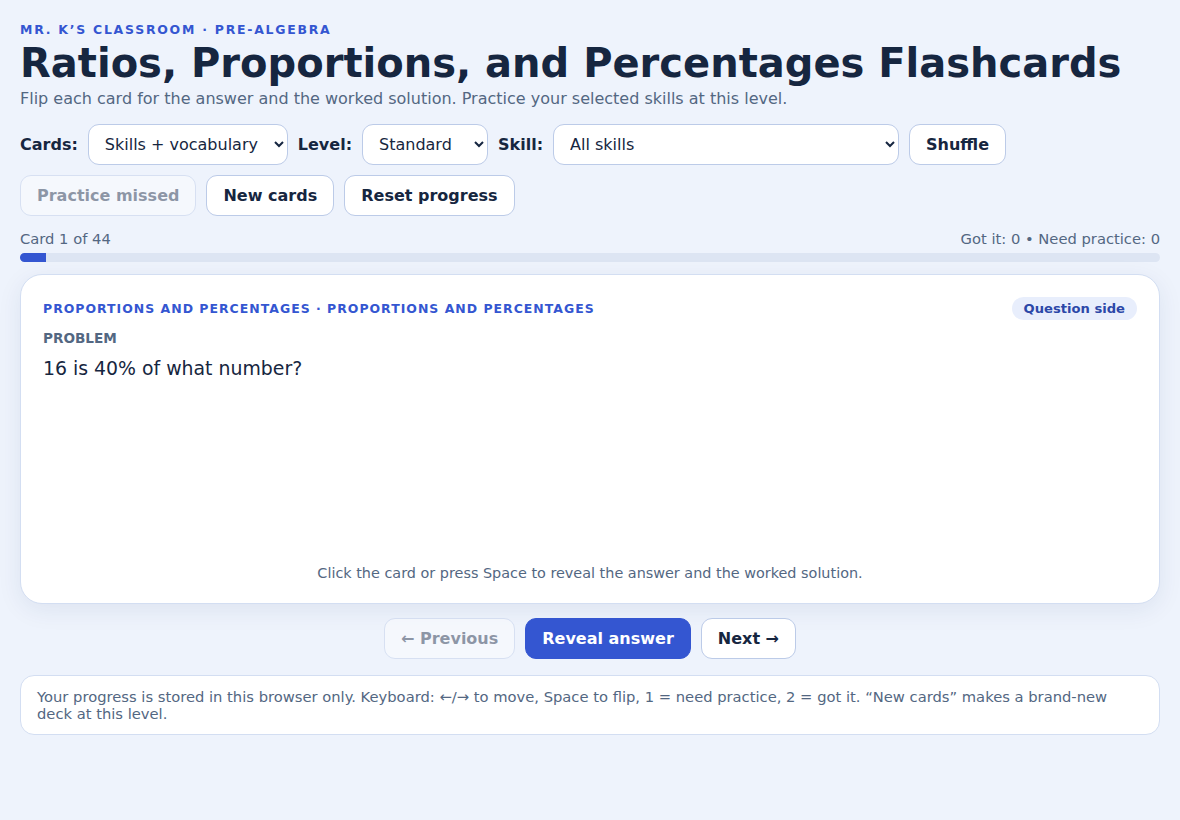 MR. K’S CLASSROOM · PRE-ALGEBRA
Ratios, Proportions, and Percentages Flashcards
Flip each card for the answer and the worked solution. Practice your selected skills at this level.
Cards: Skills + vocabulary Level: Standard Skill: All skills Shuffle
Practice missed New cards Reset progress
Card 1 of 44 Got it: 0 • Need practice: 0
PROPORTIONS AND PERCENTAGES · PROPORTIONS AND PERCENTAGES Question side
PROBLEM
16 is 40% of what number?
Click the card or press Space to reveal the answer and the worked solution.
← Previous Reveal answer Next →
Your progress is stored in this browser only. Keyboard: ←/→ to move, Space to flip, 1 = need practice, 2 = got it. “New cards” makes a brand-new
deck at this level.